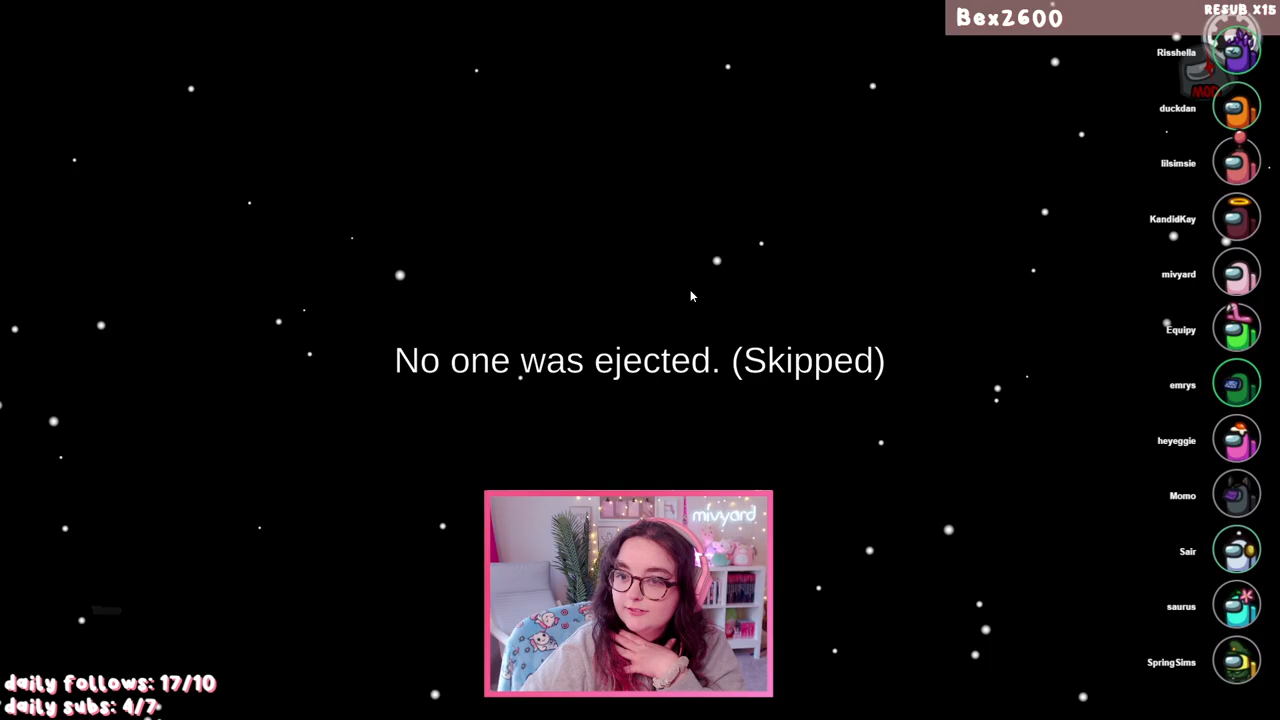 Bex2600
RESUB X15
Risshella
MOD
duckdan
lilsimsie
KandidKay
mivyard
Equipy
No one was ejected. (Skipped)
emrys
heyeggie
Momo
mivyard
Sair
saurus
SpringSims
daily follows: 17/10
daily subs: 4/7